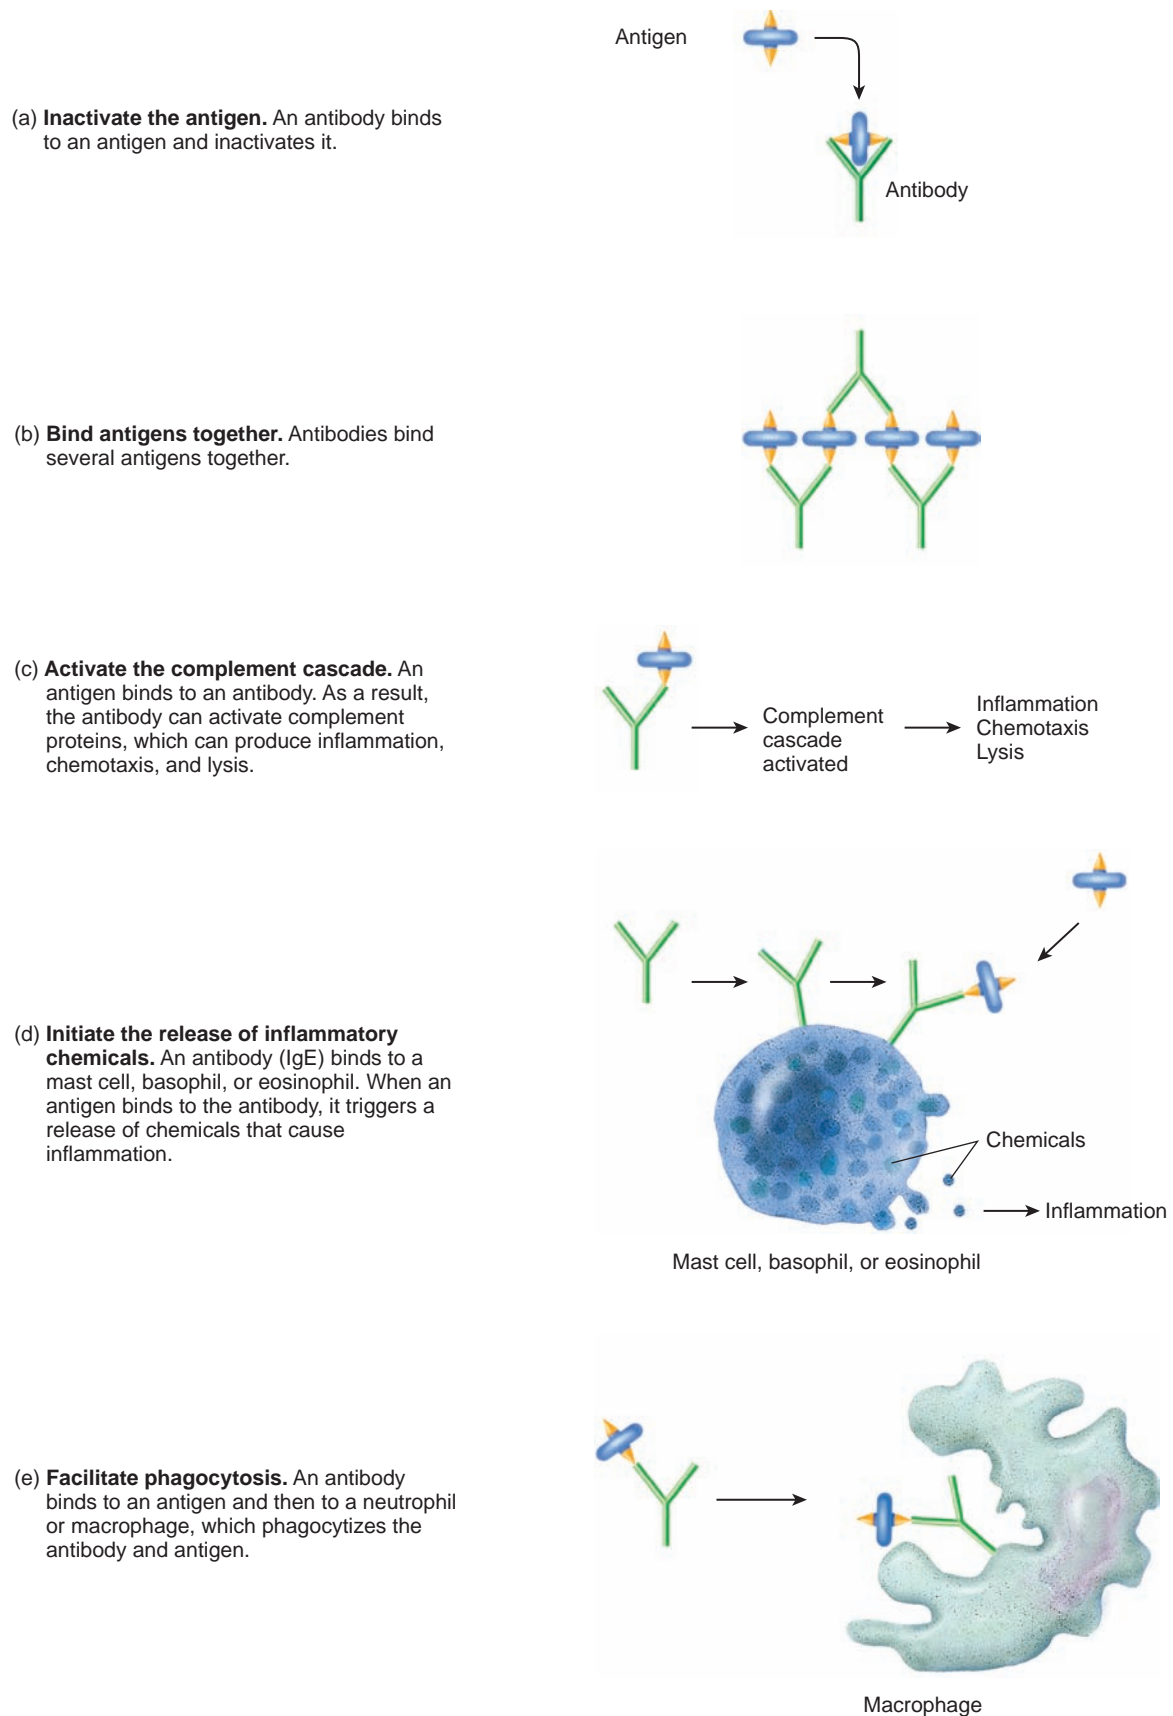 Antigen
(a) Inactivate the antigen. An antibody binds
to an antigen and inactivates it.
Antibody
(b) Bind antigens together. Antibodies bind
several antigens together.
(c) Activate the complement cascade. An
antigen binds to an antibody. As a result,
the antibody can activate complement
proteins, which can produce inflammation,
chemotaxis, and lysis.
Complement
cascade
activated
Inflammation
Chemotaxis
Lysis
(d) Initiate the release of inflammatory
chemicals. An antibody (IgE) binds to a
mast cell, basophil, or eosinophil. When an
antigen binds to the antibody, it triggers a
release of chemicals that cause
inflammation.
Chemicals
Inflammation
Mast cell, basophil, or eosinophil
(e) Facilitate phagocytosis. An antibody
binds to an antigen and then to a neutrophil
or macrophage, which phagocytizes the
antibody and antigen.
Macrophage